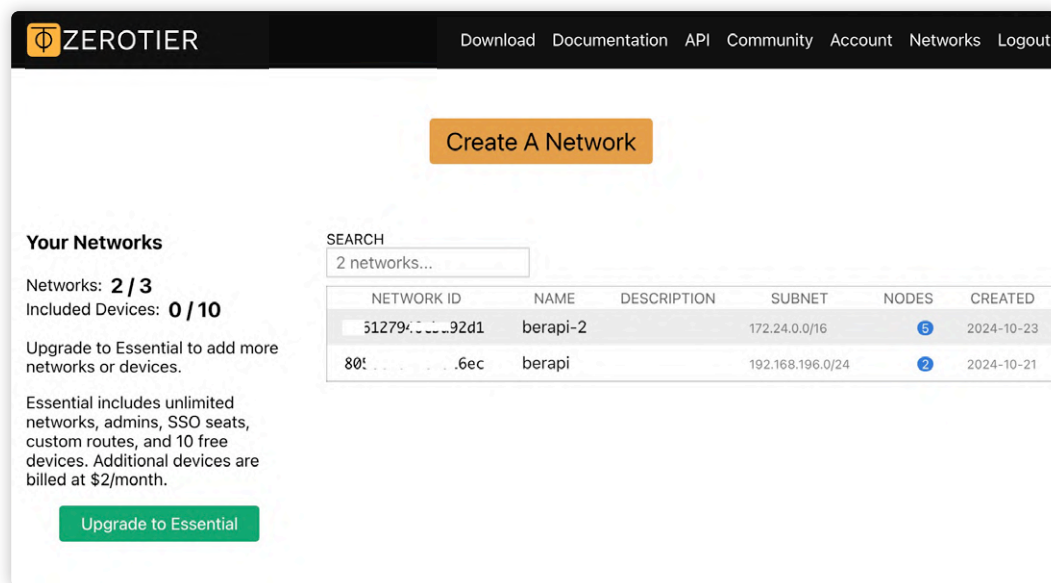 ZEROTIER
Download Documentation API Community Account Networks Logout
Create A Network
Your Networks
Networks: 2 / 3
Included Devices: 0 / 10
Upgrade to Essential to add more
networks or devices.
Essential includes unlimited
networks, admins, SSO seats,
custom routes, and 10 free
devices. Additional devices are
billed at $2/month.
Upgrade to Essential
SEARCH
2 networks...
NETWORK ID NAME DESCRIPTION SUBNET NODES CREATED
berapi-2 172.24.0.0/16 5 2024-10-23
berapi 192.168.196.0/24 2 2024-10-21